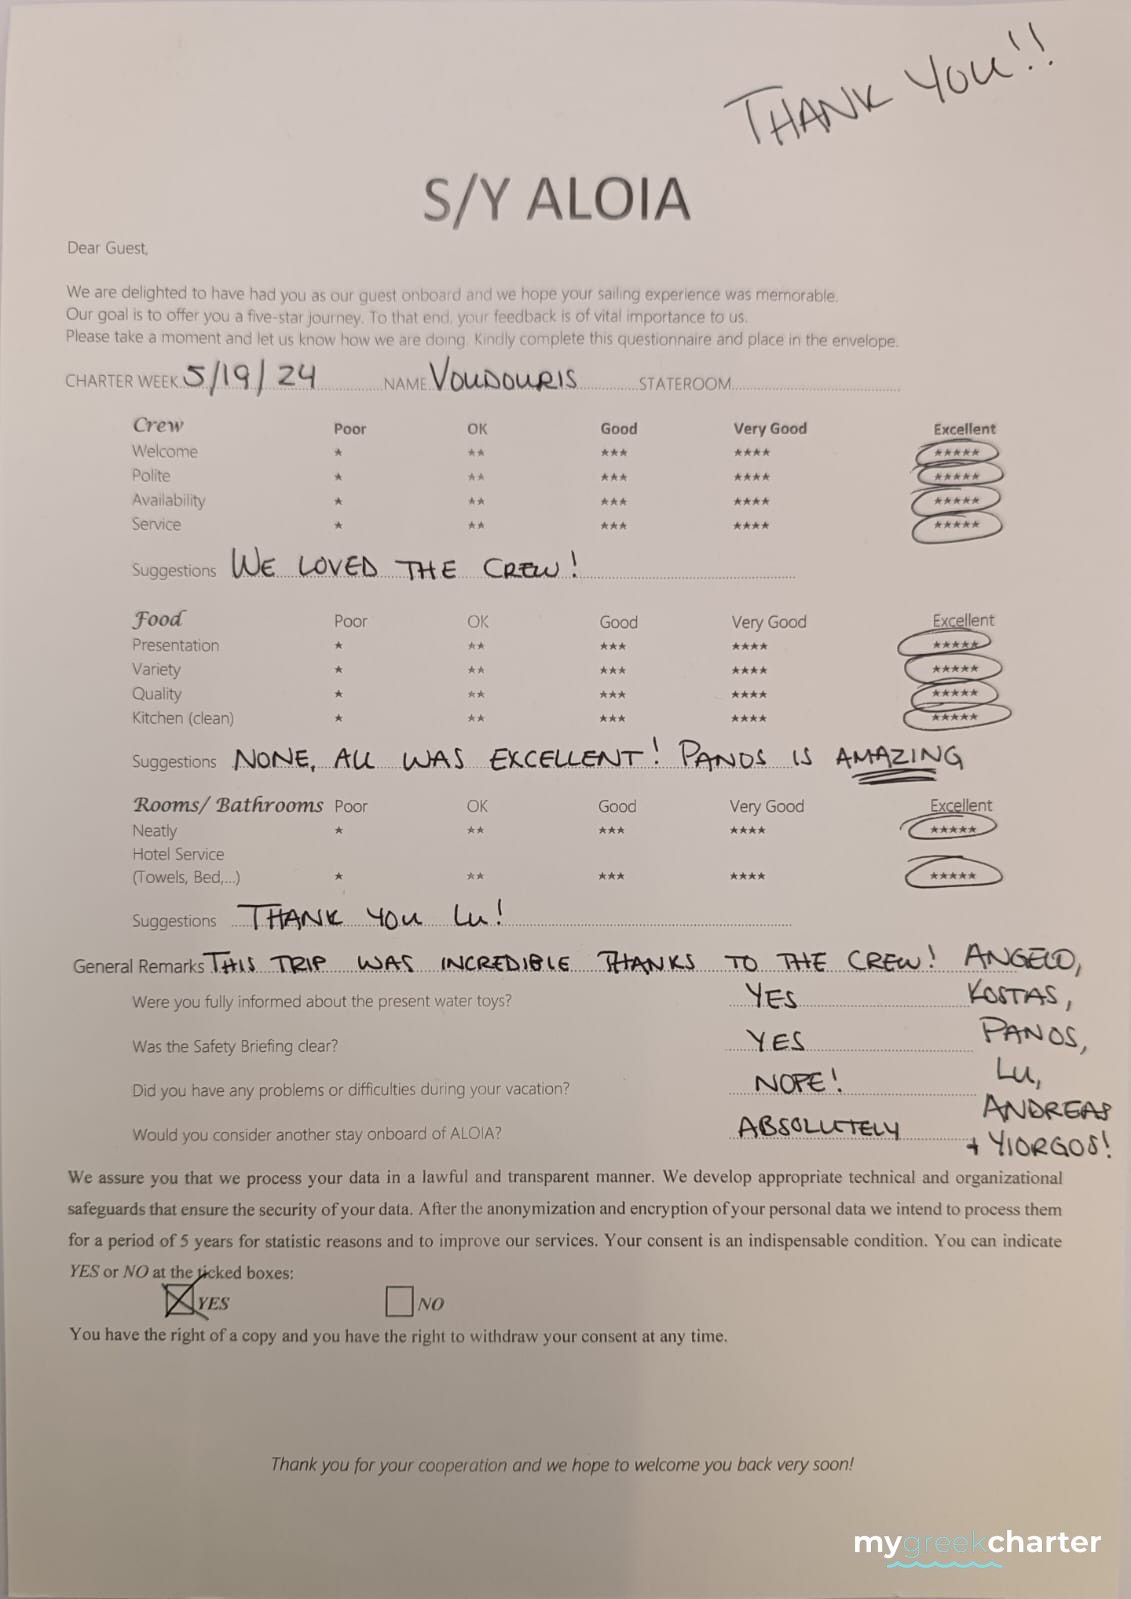 THANK YOU!!
S/Y ALOIA
Dear Guest,
We are delighted to have had you as our guest onboard and we hope your sailing experience was memorable.
Our goal is to offer you a five-star journey. To that end, your feedback is of vital importance to us.
Please take a moment and let us know how we are doing. Kindly complete this questionnaire and place in the envelope.
CHARTER WEEK 5/19/24 NAME VOUDOURIS STATEROOM
Crew Poor OK Good Very Good Excellent
Welcome ★ ★★ ★★★ ★★★★ ★★★★★
Polite ★ ★★ ★★★ ★★★★ ★★★★★
Availability ★ ★★ ★★★ ★★★★ ★★★★★
Service ★ ★★ ★★★ ★★★★ ★★★★★
Suggestions WE LOVED THE CREW!
Food Poor OK Good Very Good Excellent
Presentation ★ ★★ ★★★ ★★★★ ★★★★★
Variety ★ ★★ ★★★ ★★★★ ★★★★★
Quality ★ ★★ ★★★ ★★★★ ★★★★★
Kitchen (clean) ★ ★★ ★★★ ★★★★ ★★★★★
Suggestions NONE, ALL WAS EXCELLENT! PANOS IS AMAZING
Rooms/ Bathrooms Poor OK Good Very Good Excellent
Neatly ★ ★★ ★★★ ★★★★ ★★★★★
Hotel Service
(Towels, Bed,...) ★ ★★ ★★★ ★★★★ ★★★★★
Suggestions THANK YOU LU!
General Remarks THIS TRIP WAS INCREDIBLE THANKS TO THE CREW! ANGELO,
Were you fully informed about the present water toys? YES KOSTAS,
Was the Safety Briefing clear? YES PANOS,
Did you have any problems or difficulties during your vacation? NOPE! LU,
ANDREAS
Would you consider another stay onboard of ALOIA? ABSOLUTELY + YIORGOS!
We assure you that we process your data in a lawful and transparent manner. We develop appropriate technical and organizational
safeguards that ensure the security of your data. After the anonymization and encryption of your personal data we intend to process them
for a period of 5 years for statistic reasons and to improve our services. Your consent is an indispensable condition. You can indicate
YES or NO at the ticked boxes:
YES NO
You have the right of a copy and you have the right to withdraw your consent at any time.
Thank you for your cooperation and we hope to welcome you back very soon!
mygreekcharter